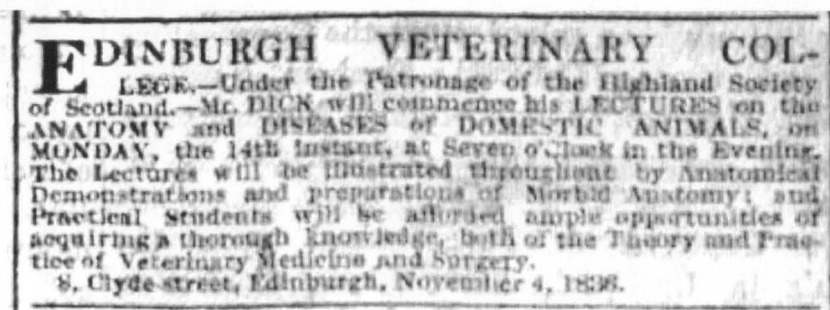 EDINBURGH VETERINARY COL-
LEGE.—Under the Patronage of the Highland Society
of Scotland.—Mr. DICK will commence his LECTURES on the
ANATOMY and DISEASES of DOMESTIC ANIMALS, on
MONDAY, the 14th instant, at Seven o'Clock in the Evening.
The Lectures will be illustrated throughout by Anatomical
Demonstrations and preparations of Morbid Anatomy; and
Practical Students will be afforded ample opportunities of
acquiring a thorough knowledge, both of the Theory and Prac-
tice of Veterinary Medicine and Surgery.
8, Clyde-street, Edinburgh, November 4, 1836.